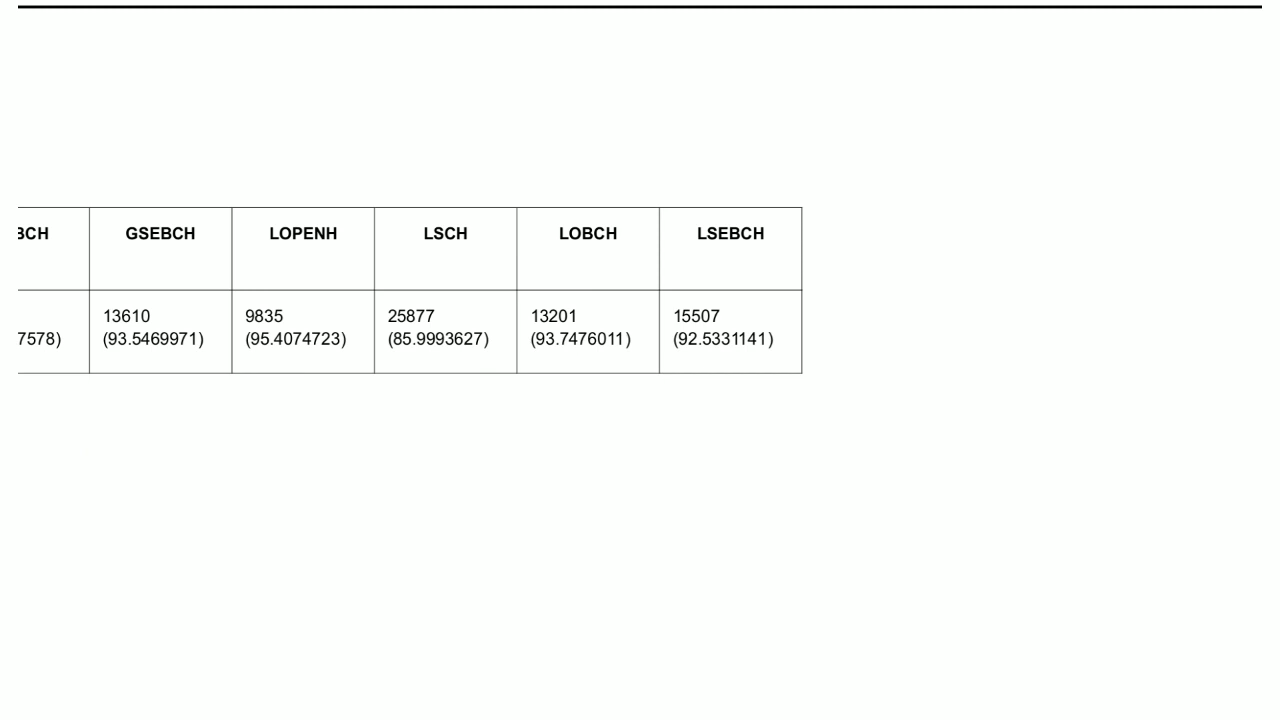 GSEBCH LOPENH LSCH LOBCH LSEBCH
13610 9835 25877 13201 15507
(93.5469971) (95.4074723) (85.9993627) (93.7476011) (92.5331141)